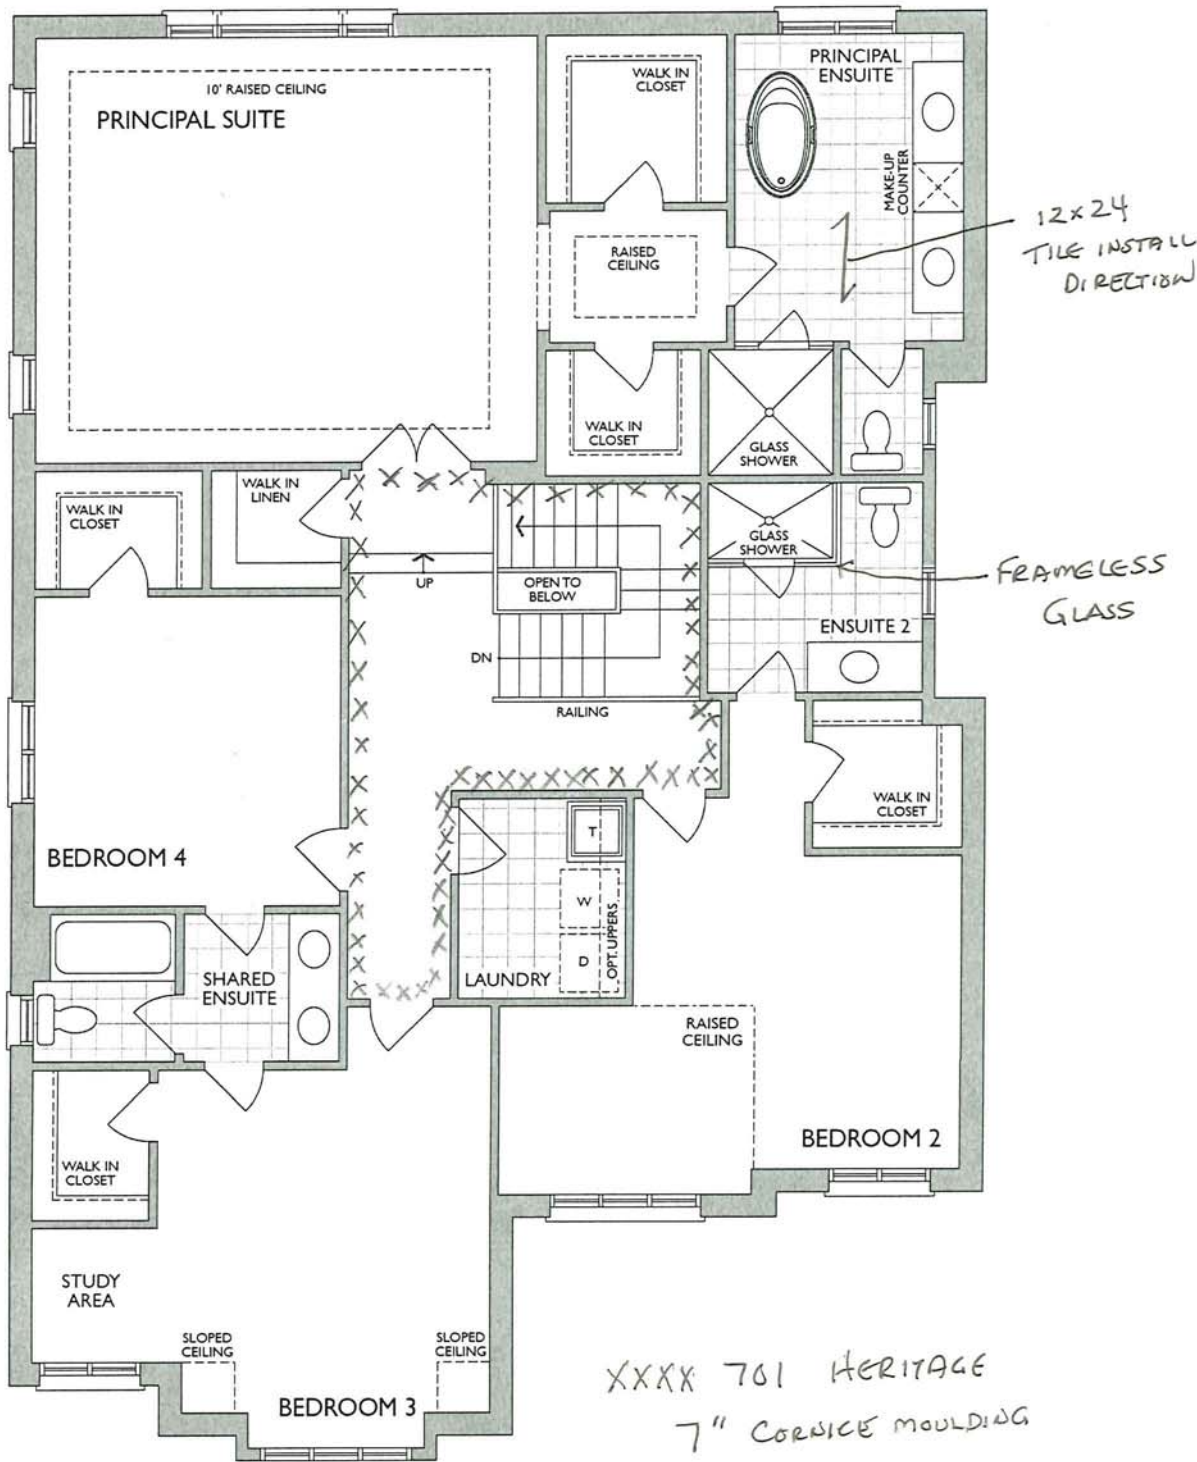 10' RAISED CEILING
PRINCIPAL SUITE
WALK IN
CLOSET
PRINCIPAL
ENSUITE
MAKE-UP
COUNTER
12x24
TILE INSTALL
DIRECTION
RAISED
CEILING
WALK IN
CLOSET
GLASS
SHOWER
WALK IN
CLOSET
WALK IN
LINEN
UP
OPEN TO
BELOW
DN
RAILING
GLASS
SHOWER
ENSUITE 2
FRAMELESS
GLASS
WALK IN
CLOSET
BEDROOM 4
T
W
D
OPT. UPPERS
LAUNDRY
SHARED
ENSUITE
RAISED
CEILING
BEDROOM 2
WALK IN
CLOSET
STUDY
AREA
SLOPED
CEILING
SLOPED
CEILING
BEDROOM 3
XXXX 701 HERITAGE
7" CORNICE MOULDING